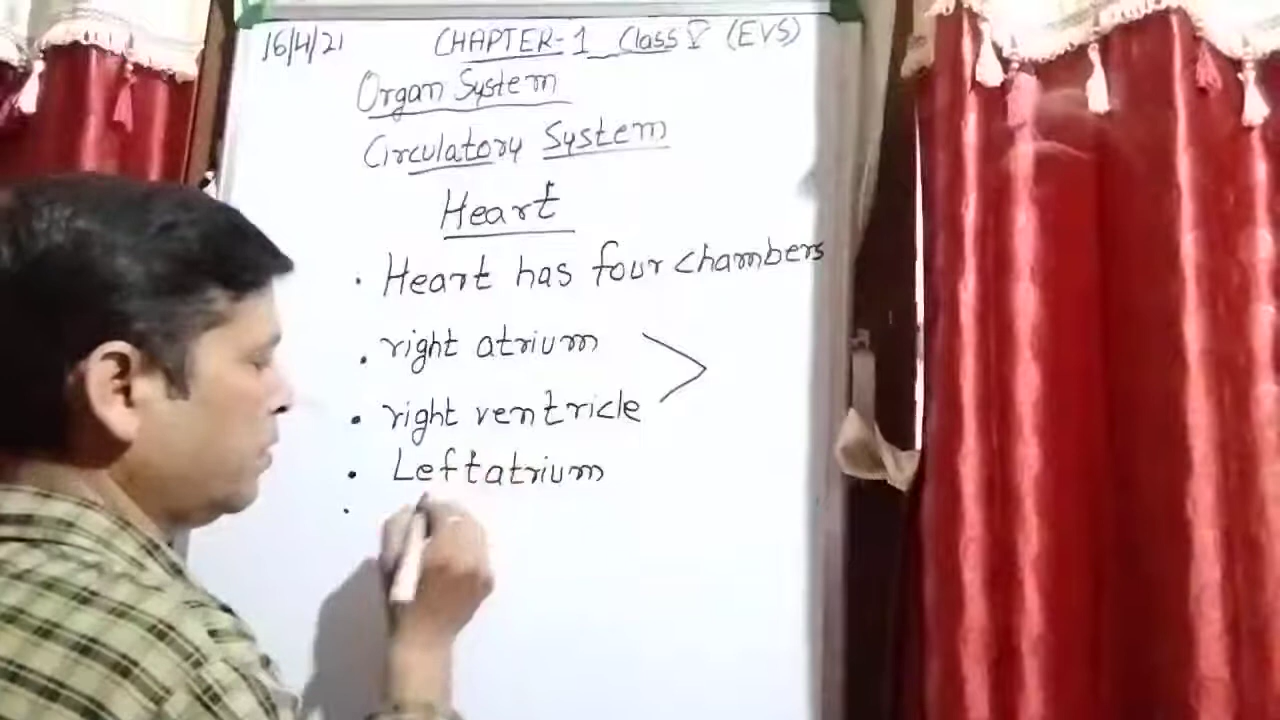 16/4/21 CHAPTER-1 Class V (EVS)
Organ System
Circulatory System
Heart
· Heart has four chambers
· right atrium
· right ventricle
· Left atrium
·